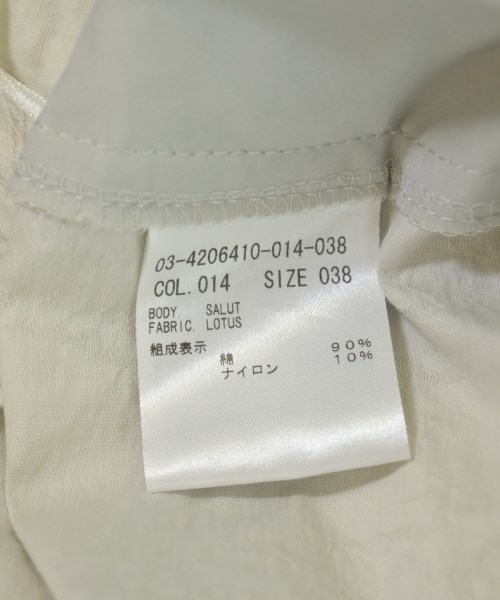 03-4206410-014-038
COL. 014 SIZE 038
BODY. SALUT
FABRIC. LOTUS
組成表示
綿 90%
ナイロン 10%